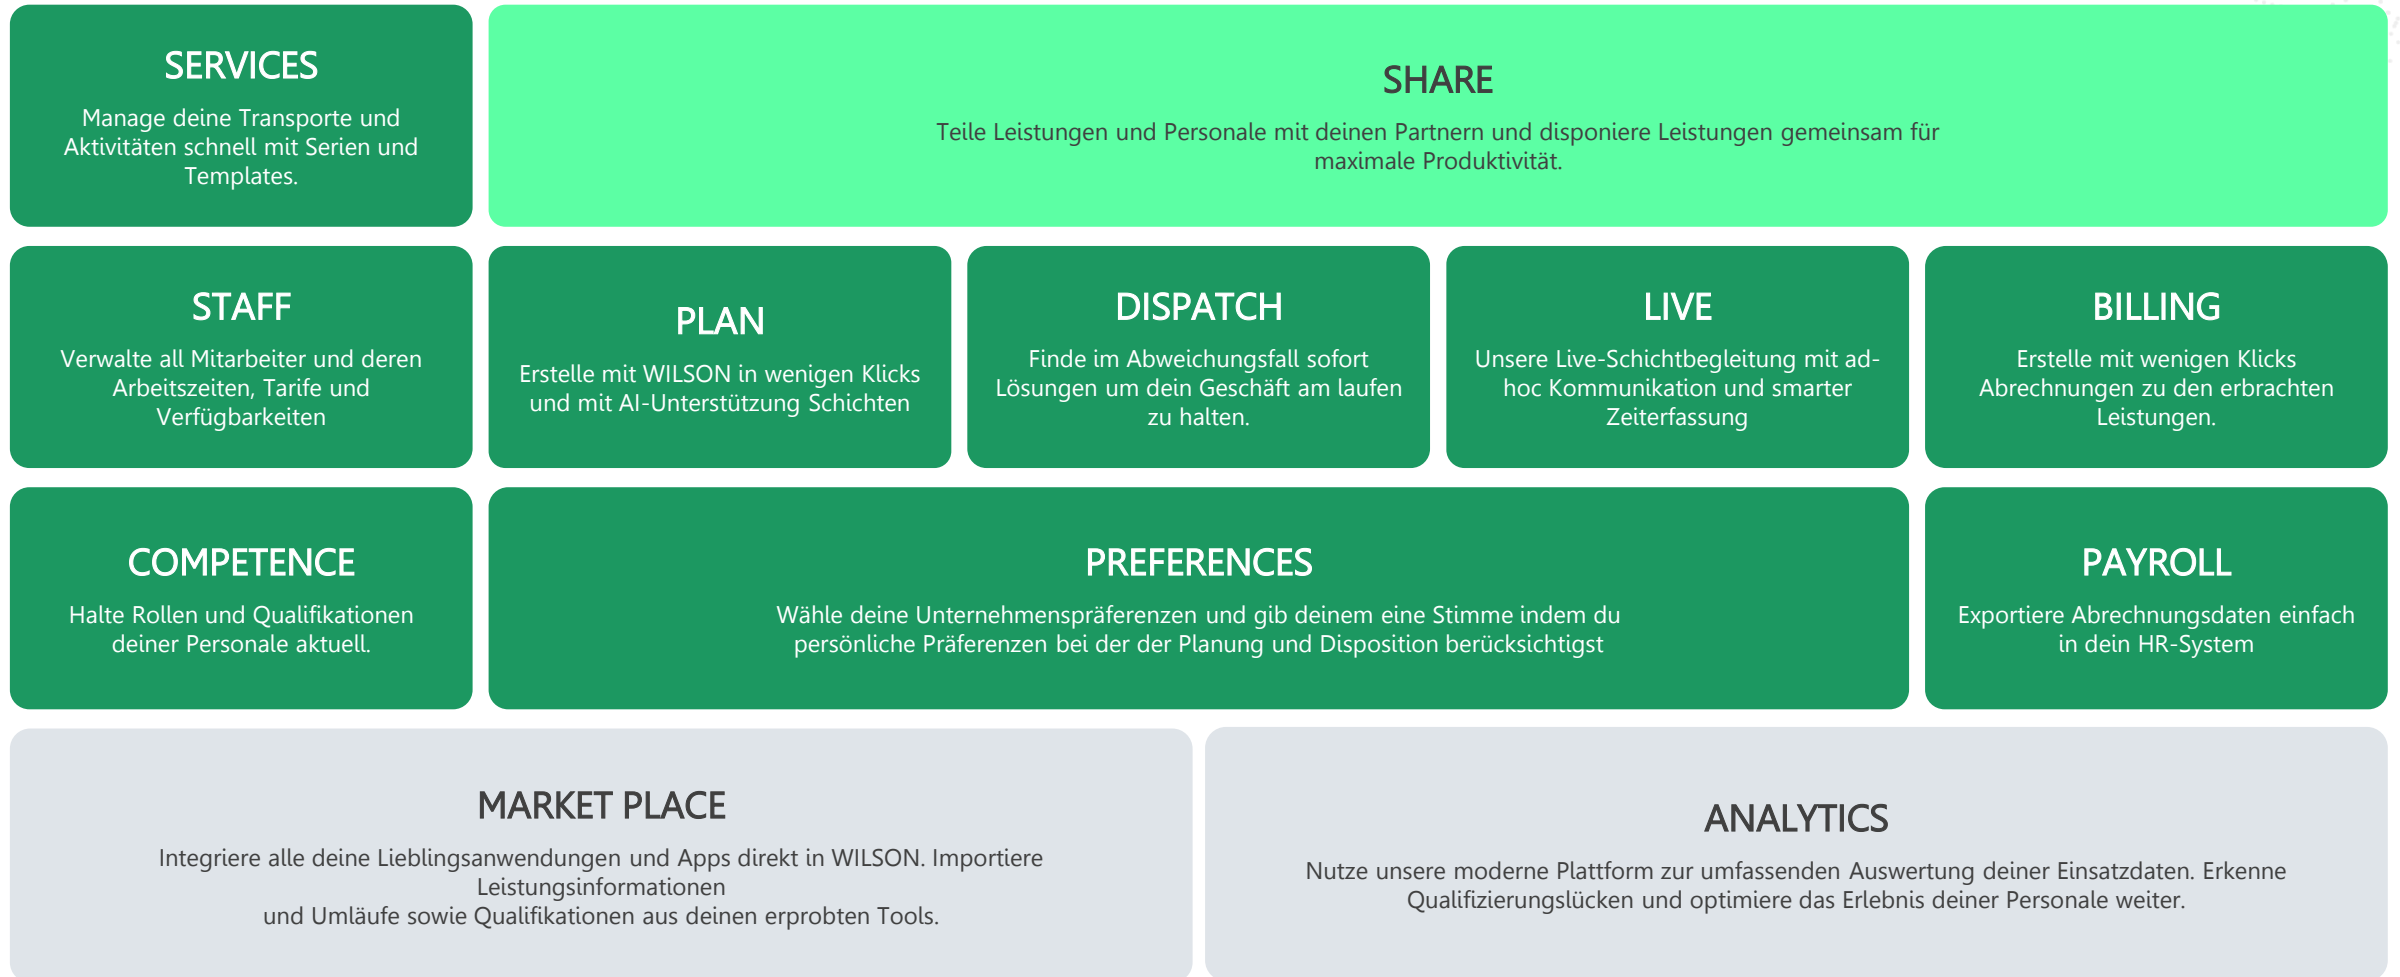 SERVICES
Manage deine Transporte und
Aktivitäten schnell mit Serien und
Templates.
SHARE
Teile Leistungen und Personale mit deinen Partnern und disponiere Leistungen gemeinsam für
maximale Produktivität.
STAFF
Verwalte all Mitarbeiter und deren
Arbeitszeiten, Tarife und
Verfügbarkeiten
PLAN
Erstelle mit WILSON in wenigen Klicks
und mit AI-Unterstützung Schichten
DISPATCH
Finde im Abweichungsfall sofort
Lösungen um dein Geschäft am laufen
zu halten.
LIVE
Unsere Live-Schichtbegleitung mit ad-
hoc Kommunikation und smarter
Zeiterfassung
BILLING
Erstelle mit wenigen Klicks
Abrechnungen zu den erbrachten
Leistungen.
COMPETENCE
Halte Rollen und Qualifikationen
deiner Personale aktuell.
PREFERENCES
Wähle deine Unternehmenspräferenzen und gib deinem eine Stimme indem du
persönliche Präferenzen bei der der Planung und Disposition berücksichtigst
PAYROLL
Exportiere Abrechnungsdaten einfach
in dein HR-System
MARKET PLACE
Integriere alle deine Lieblingsanwendungen und Apps direkt in WILSON. Importiere
Leistungsinformationen
und Umläufe sowie Qualifikationen aus deinen erprobten Tools.
ANALYTICS
Nutze unsere moderne Plattform zur umfassenden Auswertung deiner Einsatzdaten. Erkenne
Qualifizierungslücken und optimiere das Erlebnis deiner Personale weiter.